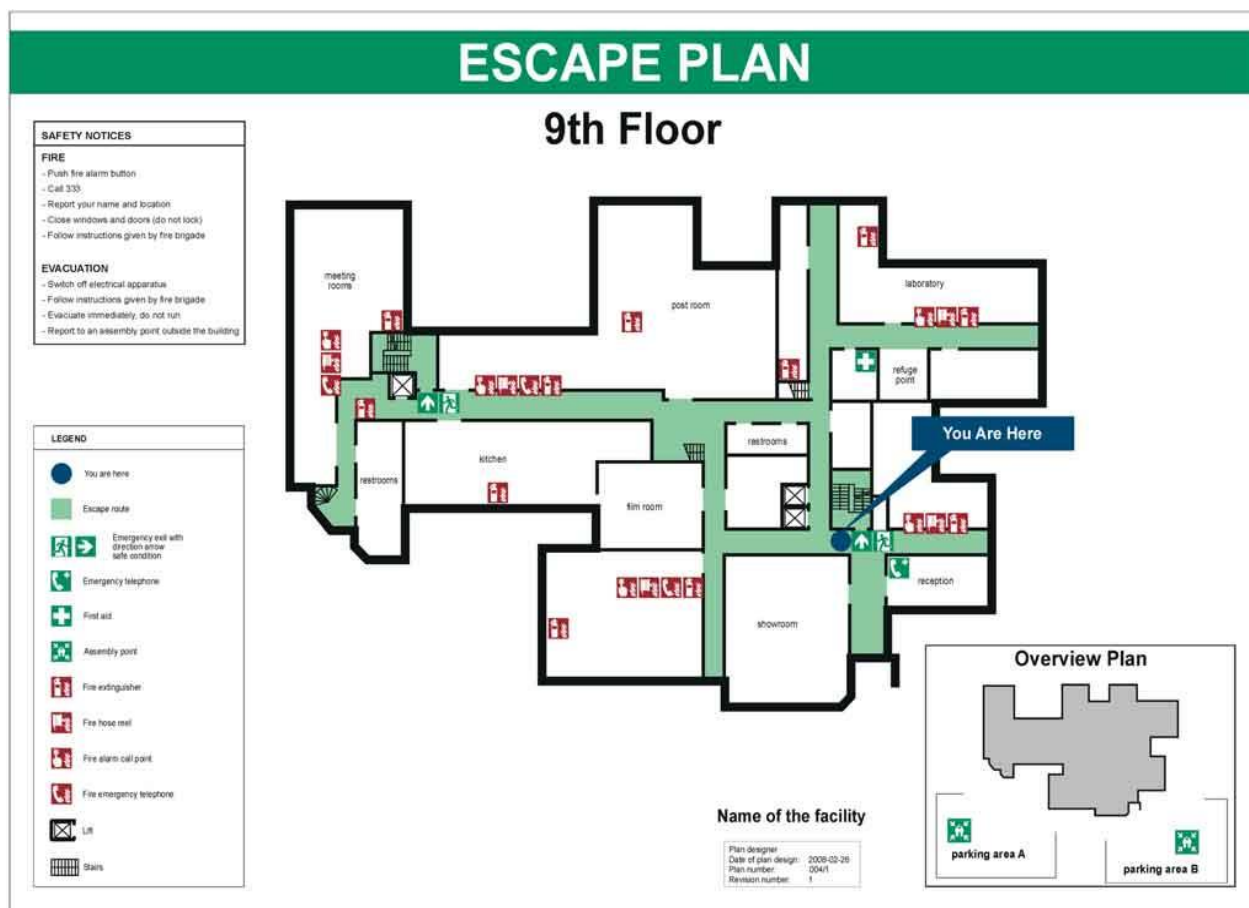 ESCAPE PLAN
9th Floor
SAFETY NOTICES
FIRE
- Push fire alarm button
- Call 333
- Report your name and location
- Close windows and doors (do not lock)
- Follow instructions given by fire brigade
EVACUATION
- Switch off electrical apparatus
- Follow instructions given by fire brigade
- Evacuate immediately, do not run
- Report to an assembly point outside the building
LEGEND
You are here
Escape route
Emergency exit with
direction arrow
safe condition
Emergency telephone
First aid
Assembly point
Fire extinguisher
Fire hose reel
Fire alarm call point
Fire emergency telephone
Lift
Stairs
meeting
rooms
post room
laboratory
refuge
point
You Are Here
restrooms
kitchen
restrooms
film room
reception
showroom
Overview Plan
parking area A
parking area B
Name of the facility
Plan designer
Date of plan design: 2008-02-26
Plan number: 004/1
Revision number: 1